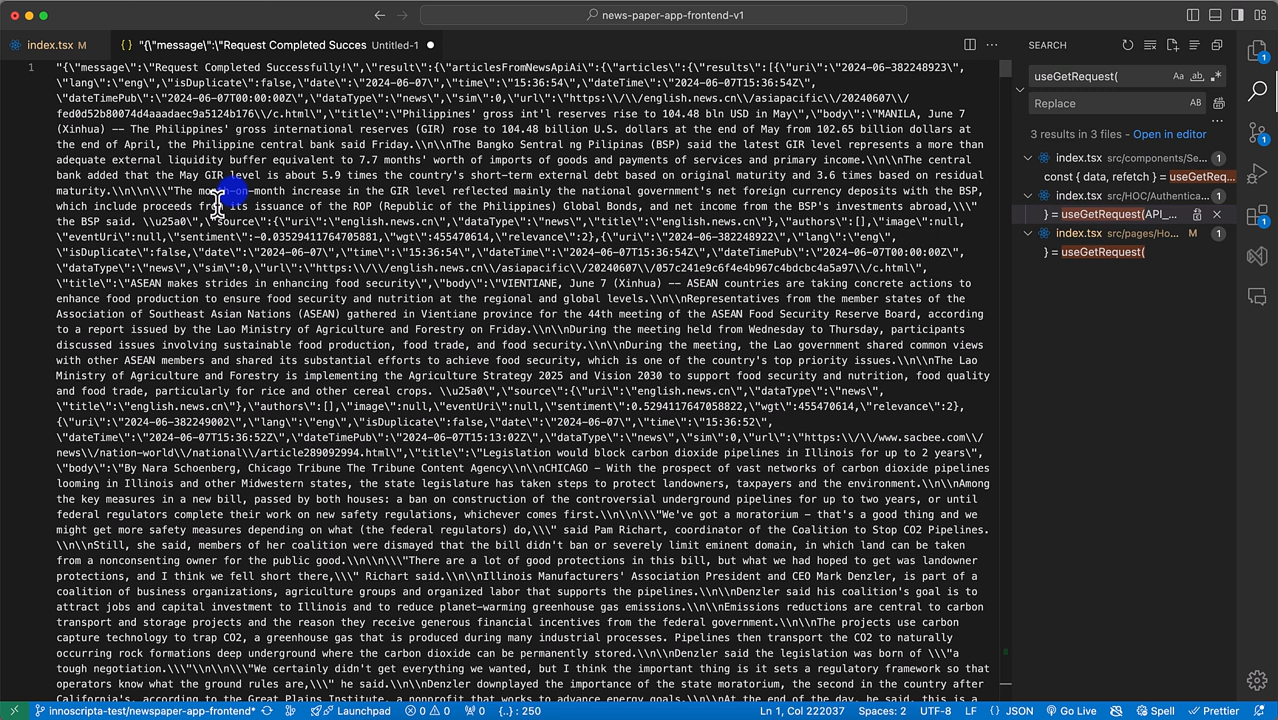 news-paper-app-frontend-v1
index.tsx M
{} "{\"message\":\"Request Completed Succes Untitled-1
1
"{\"message\":\"Request Completed Successfully!\",\"result\":{\"articlesFromNewsApiAi\":{\"articles\":{\"results\":[{\"uri\":\"2024-06-382248923\",
\"lang\":\"eng\",\"isDuplicate\":false,\"date\":\"2024-06-07\",\"time\":\"15:36:54\",\"dateTime\":\"2024-06-07T15:36:54Z\",
\"dateTimePub\":\"2024-06-07T00:00:00Z\",\"dataType\":\"news\",\"sim\":0,\"url\":\"https:\\/\\/english.news.cn\\/asiapacific\\/20240607\\/
fed0d52b80074d4aaadaec9a5124b176\\/c.html\",\"title\":\"Philippines' gross int'l reserves rise to 104.48 bln USD in May\",\"body\":\"MANILA, June 7
(Xinhua) -- The Philippines' gross international reserves (GIR) rose to 104.48 billion U.S. dollars at the end of May from 102.65 billion dollars at
the end of April, the Philippine central bank said Friday.\\n\\nThe Bangko Sentral ng Pilipinas (BSP) said the latest GIR level represents a more than
adequate external liquidity buffer equivalent to 7.7 months' worth of imports of goods and payments of services and primary income.\\n\\nThe central
bank added that the May GIR level is about 5.9 times the country's short-term external debt based on original maturity and 3.6 times based on residual
maturity.\\n\\n\\\"The month-on-month increase in the GIR level reflected mainly the national government's net foreign currency deposits with the BSP,
which include proceeds from its issuance of the ROP (Republic of the Philippines) Global Bonds, and net income from the BSP's investments abroad,\\\"
the BSP said. \\u25a0\",\"source\":{\"uri\":\"english.news.cn\",\"dataType\":\"news\",\"title\":\"english.news.cn\"},\"authors\":[],\"image\":null,
\"eventUri\":null,\"sentiment\":-0.03529411764705881,\"wgt\":455470614,\"relevance\":2},{\"uri\":\"2024-06-382248922\",\"lang\":\"eng\",
\"isDuplicate\":false,\"date\":\"2024-06-07\",\"time\":\"15:36:54\",\"dateTime\":\"2024-06-07T15:36:54Z\",\"dateTimePub\":\"2024-06-07T00:00:00Z\",
\"dataType\":\"news\",\"sim\":0,\"url\":\"https:\\/\\/english.news.cn\\/asiapacific\\/20240607\\/057c241e9c6f4e4b967c4bdcbc4a5a97\\/c.html\",
\"title\":\"ASEAN makes strides in enhancing food security\",\"body\":\"VIENTIANE, June 7 (Xinhua) -- ASEAN countries are taking concrete actions to
enhance food production to ensure food security and nutrition at the regional and global levels.\\n\\nRepresentatives from the member states of the
Association of Southeast Asian Nations (ASEAN) gathered in Vientiane province for the 44th meeting of the ASEAN Food Security Reserve Board, according
to a report issued by the Lao Ministry of Agriculture and Forestry on Friday.\\n\\nDuring the meeting held from Wednesday to Thursday, participants
discussed issues involving sustainable food production, food trade, and food security.\\n\\nDuring the meeting, the Lao government shared common views
with other ASEAN members and shared its substantial efforts to achieve food security, which is one of the country's top priority issues.\\n\\nThe Lao
Ministry of Agriculture and Forestry is implementing the Agriculture Strategy 2025 and Vision 2030 to support food security and nutrition, food quality
and food trade, particularly for rice and other cereal crops. \\u25a0\",\"source\":{\"uri\":\"english.news.cn\",\"dataType\":\"news\",
\"title\":\"english.news.cn\"},\"authors\":[],\"image\":null,\"eventUri\":null,\"sentiment\":0.5294117647058822,\"wgt\":455470614,\"relevance\":2},
{\"uri\":\"2024-06-382249002\",\"lang\":\"eng\",\"isDuplicate\":false,\"date\":\"2024-06-07\",\"time\":\"15:36:52\",
\"dateTime\":\"2024-06-07T15:36:52Z\",\"dateTimePub\":\"2024-06-07T15:13:02Z\",\"dataType\":\"news\",\"sim\":0,\"url\":\"https:\\/\\/www.sacbee.com\\/
news\\/nation-world\\/national\\/article289092994.html\",\"title\":\"Legislation would block carbon dioxide pipelines in Illinois for up to 2 years\",
\"body\":\"By Nara Schoenberg, Chicago Tribune The Tribune Content Agency\\n\\nCHICAGO – With the prospect of vast networks of carbon dioxide pipelines
looming in Illinois and other Midwestern states, the state legislature has taken steps to protect landowners, taxpayers and the environment.\\n\\nAmong
the key measures in a new bill, passed by both houses: a ban on construction of the controversial underground pipelines for up to two years, or until
federal regulators complete their work on new safety regulations, whichever comes first.\\n\\n\\\"We've got a moratorium – that's a good thing and we
might get more safety measures depending on what (the federal regulators) do,\\\" said Pam Richart, coordinator of the Coalition to Stop CO2 Pipelines.
\\n\\nStill, she said, members of her coalition were dismayed that the bill didn't ban or severely limit eminent domain, in which land can be taken
from a nonconsenting owner for the public good.\\n\\n\\\"There are a lot of good protections in this bill, but what we had hoped to get was landowner
protections, and I think we fell short there,\\\" Richart said.\\n\\nIllinois Manufacturers' Association President and CEO Mark Denzler, is part of a
coalition of business organizations, agriculture groups and organized labor that supports the pipelines.\\n\\nDenzler said his coalition's goal is to
attract jobs and capital investment to Illinois and to reduce planet-warming greenhouse gas emissions.\\n\\nEmissions reductions are central to carbon
transport and storage projects and the reason they receive generous financial incentives from the federal government.\\n\\nThe projects use carbon
capture technology to trap CO2, a greenhouse gas that is produced during many industrial processes. Pipelines then transport the CO2 to naturally
occurring rock formations deep underground where the carbon dioxide can be permanently stored.\\n\\nDenzler said the legislation was born of \\\"a
tough negotiation.\\\"\\n\\n\\\"We certainly didn't get everything we wanted, but I think the important thing is it sets a regulatory framework so that
operators know what the ground rules are,\\\" he said.\\n\\nDenzler downplayed the importance of the state moratorium, the second in the country after
California's, according to the Great Plains Institute, a nonprofit that works to advance energy goals.\\n\\nAt the end of the day, he said, this is a
SEARCH
useGetRequest(
Aa ab
Replace
AB
3 results in 3 files - Open in editor
index.tsx src/components/Se... 1
const { data, refetch } = useGetReq...
index.tsx src/HOC/Authentica... 1
} = useGetRequest(API_...
index.tsx src/pages/Ho... M 1
} = useGetRequest(
1
1
1
innoscripta-test/newspaper-app-frontend* Launchpad 0 0 0 {..} : 250 Ln 1, Col 222037 Spaces: 2 UTF-8 LF {} JSON Go Live Spell Prettier